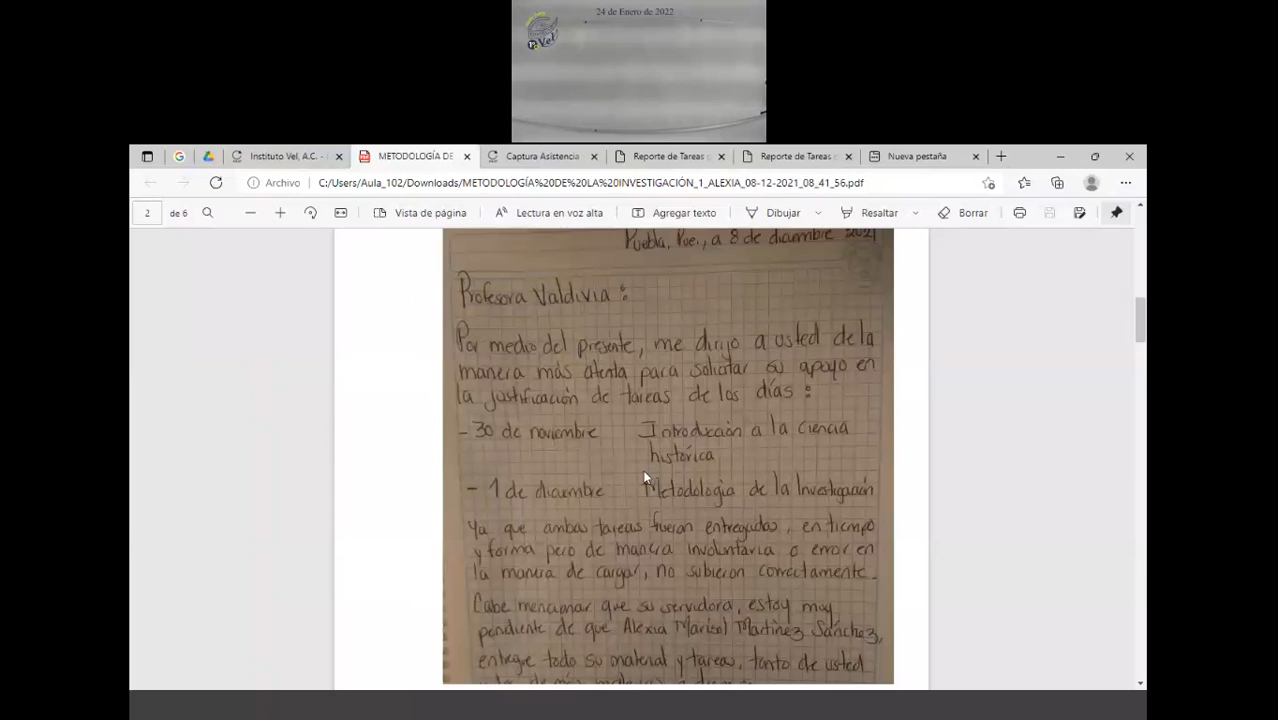 24 de Enero de 2022
Vel
Instituto Vel, A.C. -
METODOLOGÍA DE
Captura Asistencia
Reporte de Tareas
Reporte de Tareas
Nueva pestaña
Archivo C:/Users/Aula_102/Downloads/METODOLOGÍA%20DE%20LA%20INVESTIGACIÓN_1_ALEXIA_08-12-2021_08_41_56.pdf
2 de 6 Vista de página Lectura en voz alta Agregar texto Dibujar Resaltar Borrar
Puebla, Pue., a 8 de diciembre 2021
Profesora Valdivia :
Por medio del presente, me dirijo a usted de la
manera más atenta para solicitar su apoyo en
la justificación de tareas de los días :
- 30 de noviembre Introducción a la ciencia
histórica
- 1 de diciembre Metodología de la Investigación
Ya que ambas tareas fueron entregadas, en tiempo
y forma pero de manera involuntaria o error en
la manera de cargar, no subieron correctamente.
Cabe mencionar que su servidora, estoy muy
pendiente de que Alexia Marisol Martínez Sánchez,
entregue todo su material y tareas, tanto de usted